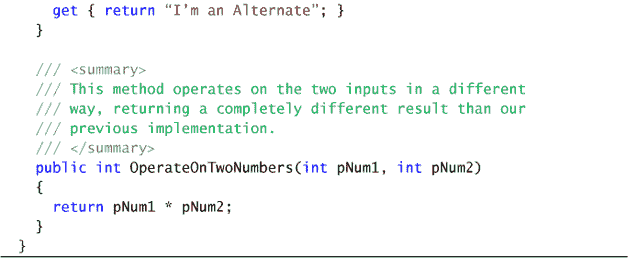 get { return “I’m an Alternate”; }
}
/// <summary>
/// This method operates on the two inputs in a different
/// way, returning a completely different result than our
/// previous implementation.
/// </summary>
public int OperateOnTwoNumbers(int pNum1, int pNum2)
{
return pNum1 * pNum2;
}
}